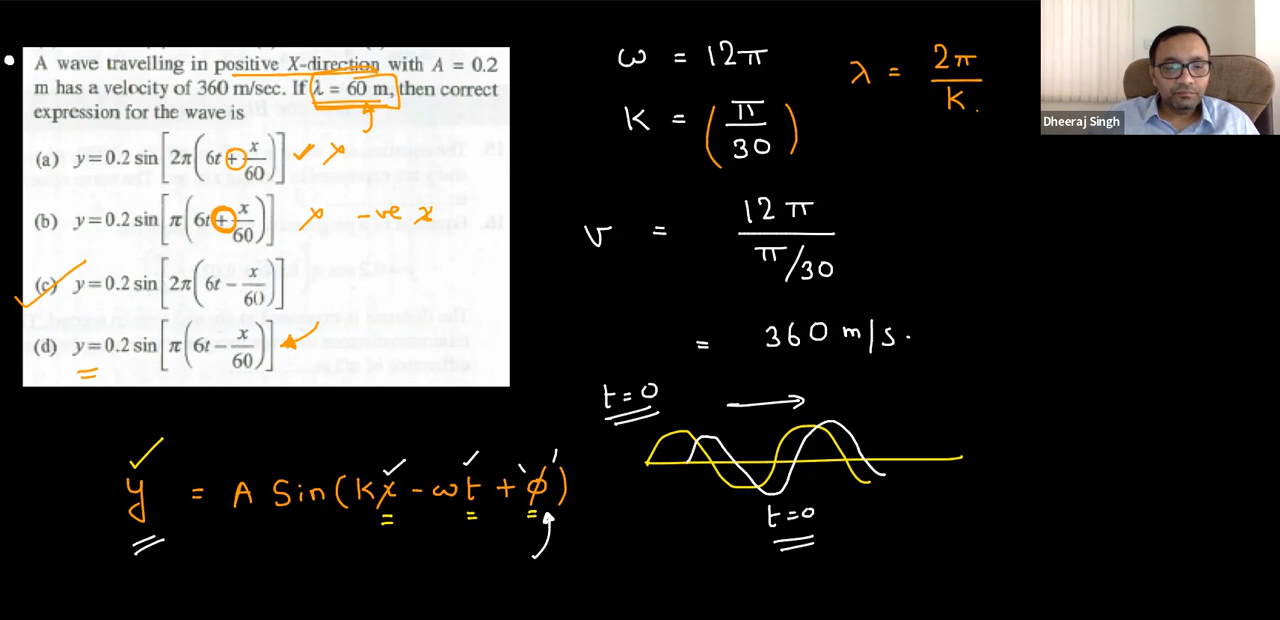 A wave travelling in positive X-direction with A = 0.2
m has a velocity of 360 m/sec. If λ = 60 m, then correct
expression for the wave is
(a) y=0.2 sin[2π(6t+x/60)]
(b) y=0.2 sin[π(6t+x/60)] -ve x
(c) y=0.2 sin[2π(6t−x/60)]
(d) y=0.2 sin[π(6t−x/60)]
ω = 12π
K = (π/30)
λ = 2π/K.
v = 12π/π/30
= 360 m/s.
t=0
t=0
y = A Sin(Kx - ωt + ϕ)
Dheeraj Singh